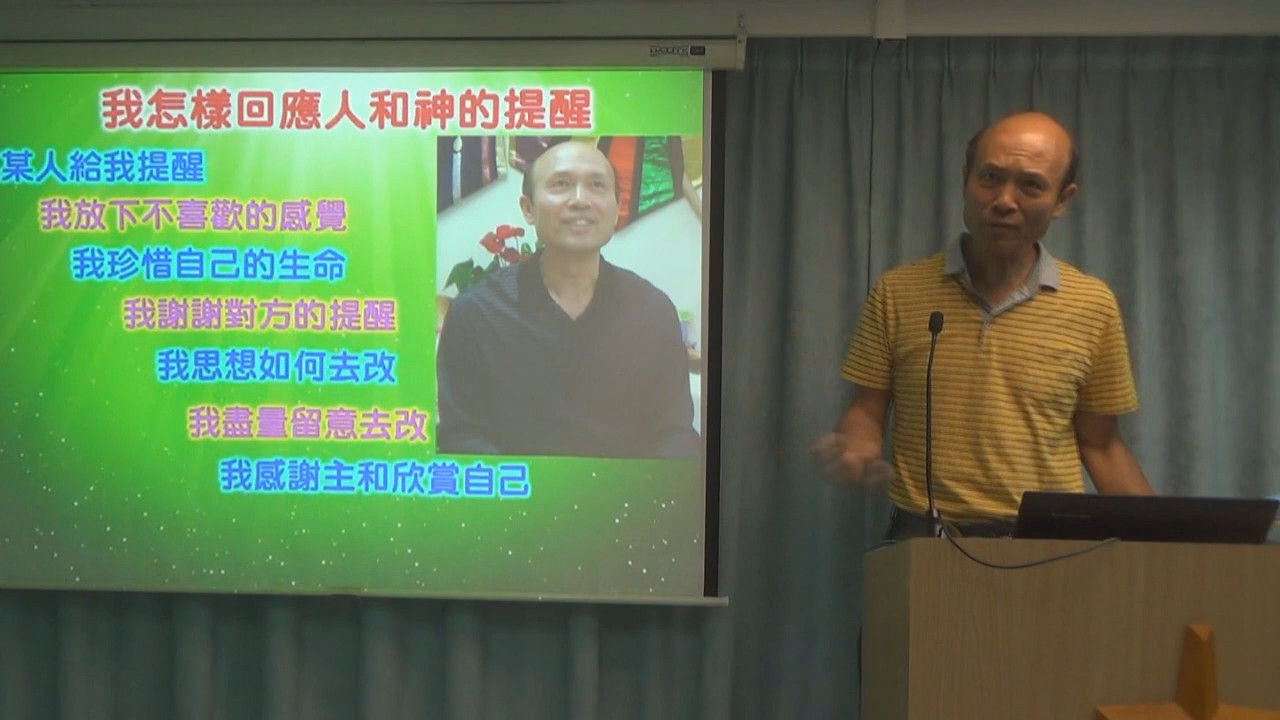 我怎樣回應人和神的提醒
某人給我提醒
我放下不喜歡的感覺
我珍惜自己的生命
我謝謝對方的提醒
我思想如何去改
我盡量留意去改
我感謝主和欣賞自己